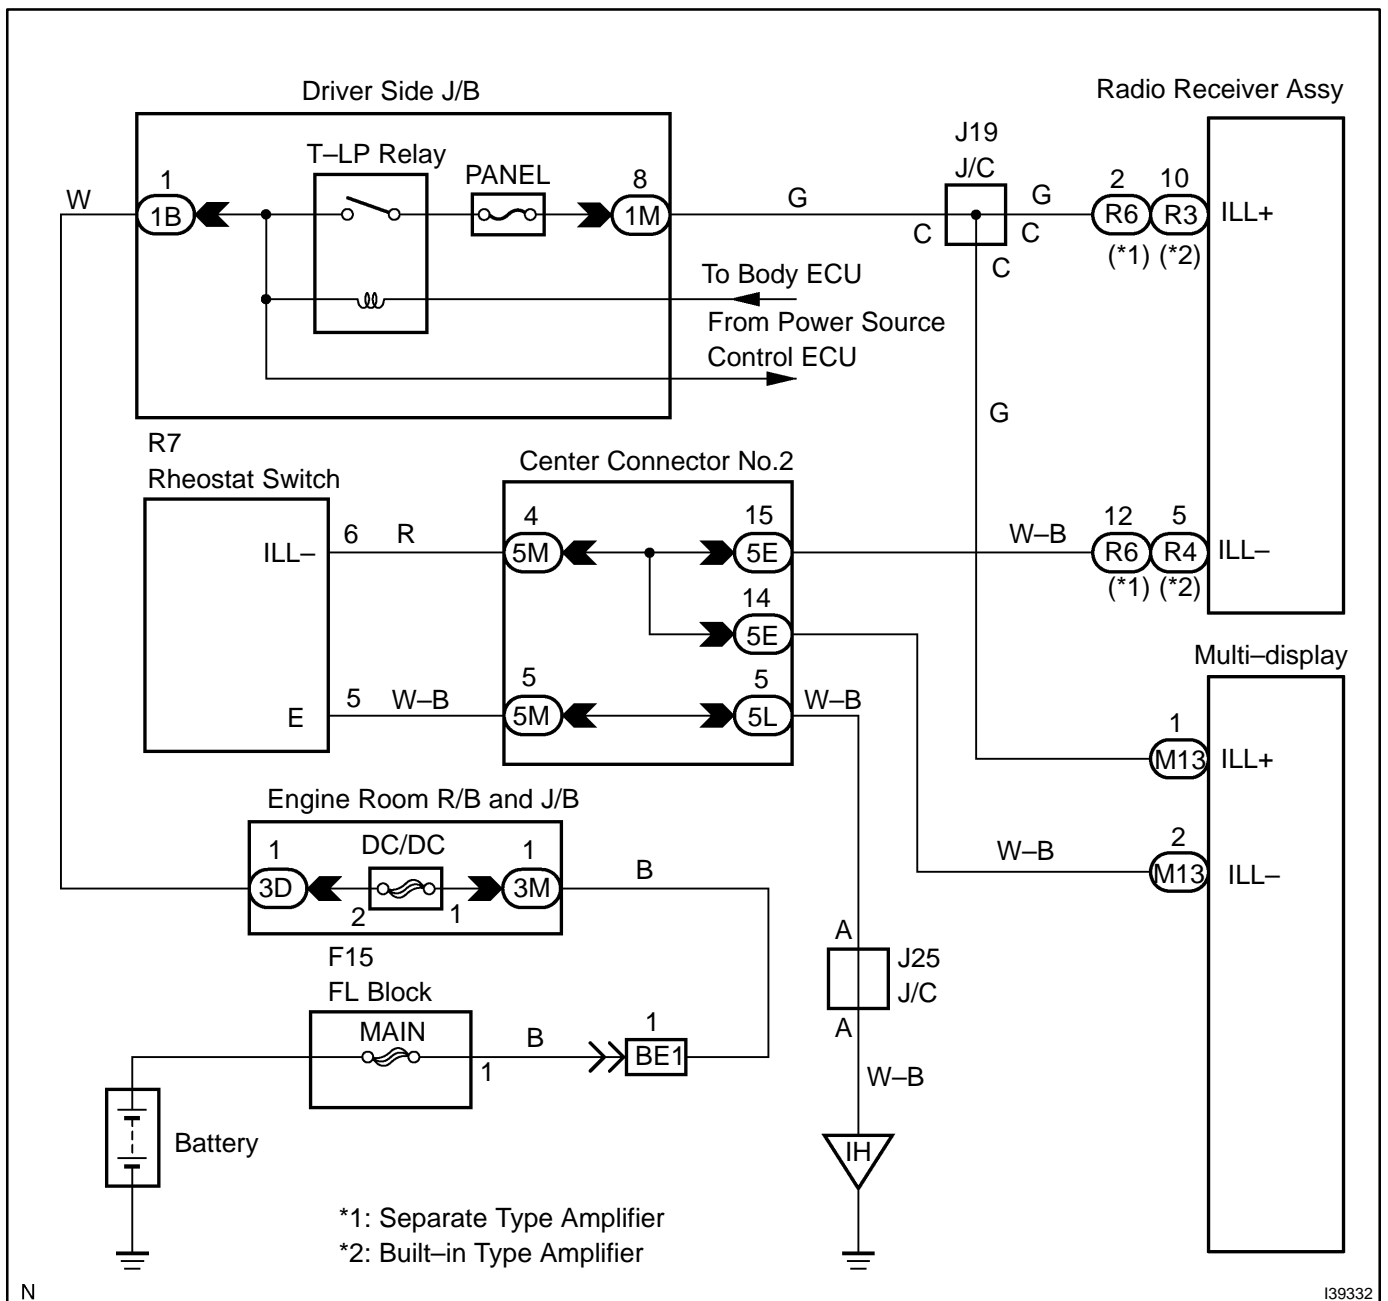 Driver Side J/B
Radio Receiver Assy
J19
J/C
T–LP Relay
PANEL
1
8
2 10
W
1B
1M
G
G
R6 R3
ILL+
C
C
C
(*1) (*2)
To Body ECU
From Power Source
Control ECU
G
R7
Rheostat Switch
Center Connector No.2
ILL–
6 R
4
5M
15
5E
W–B
12 5
R6 R4
ILL–
(*1) (*2)
14
5E
Multi–display
E
5 W–B
5
5M
5
5L
W–B
1
M13
ILL+
Engine Room R/B and J/B
DC/DC
1
1
3D
3M
2
1
B
W–B
2
M13
ILL–
F15
FL Block
MAIN
1
B
1
BE1
A
J25
J/C
A
W–B
IH
Battery
*1: Separate Type Amplifier
*2: Built–in Type Amplifier
N
I39332